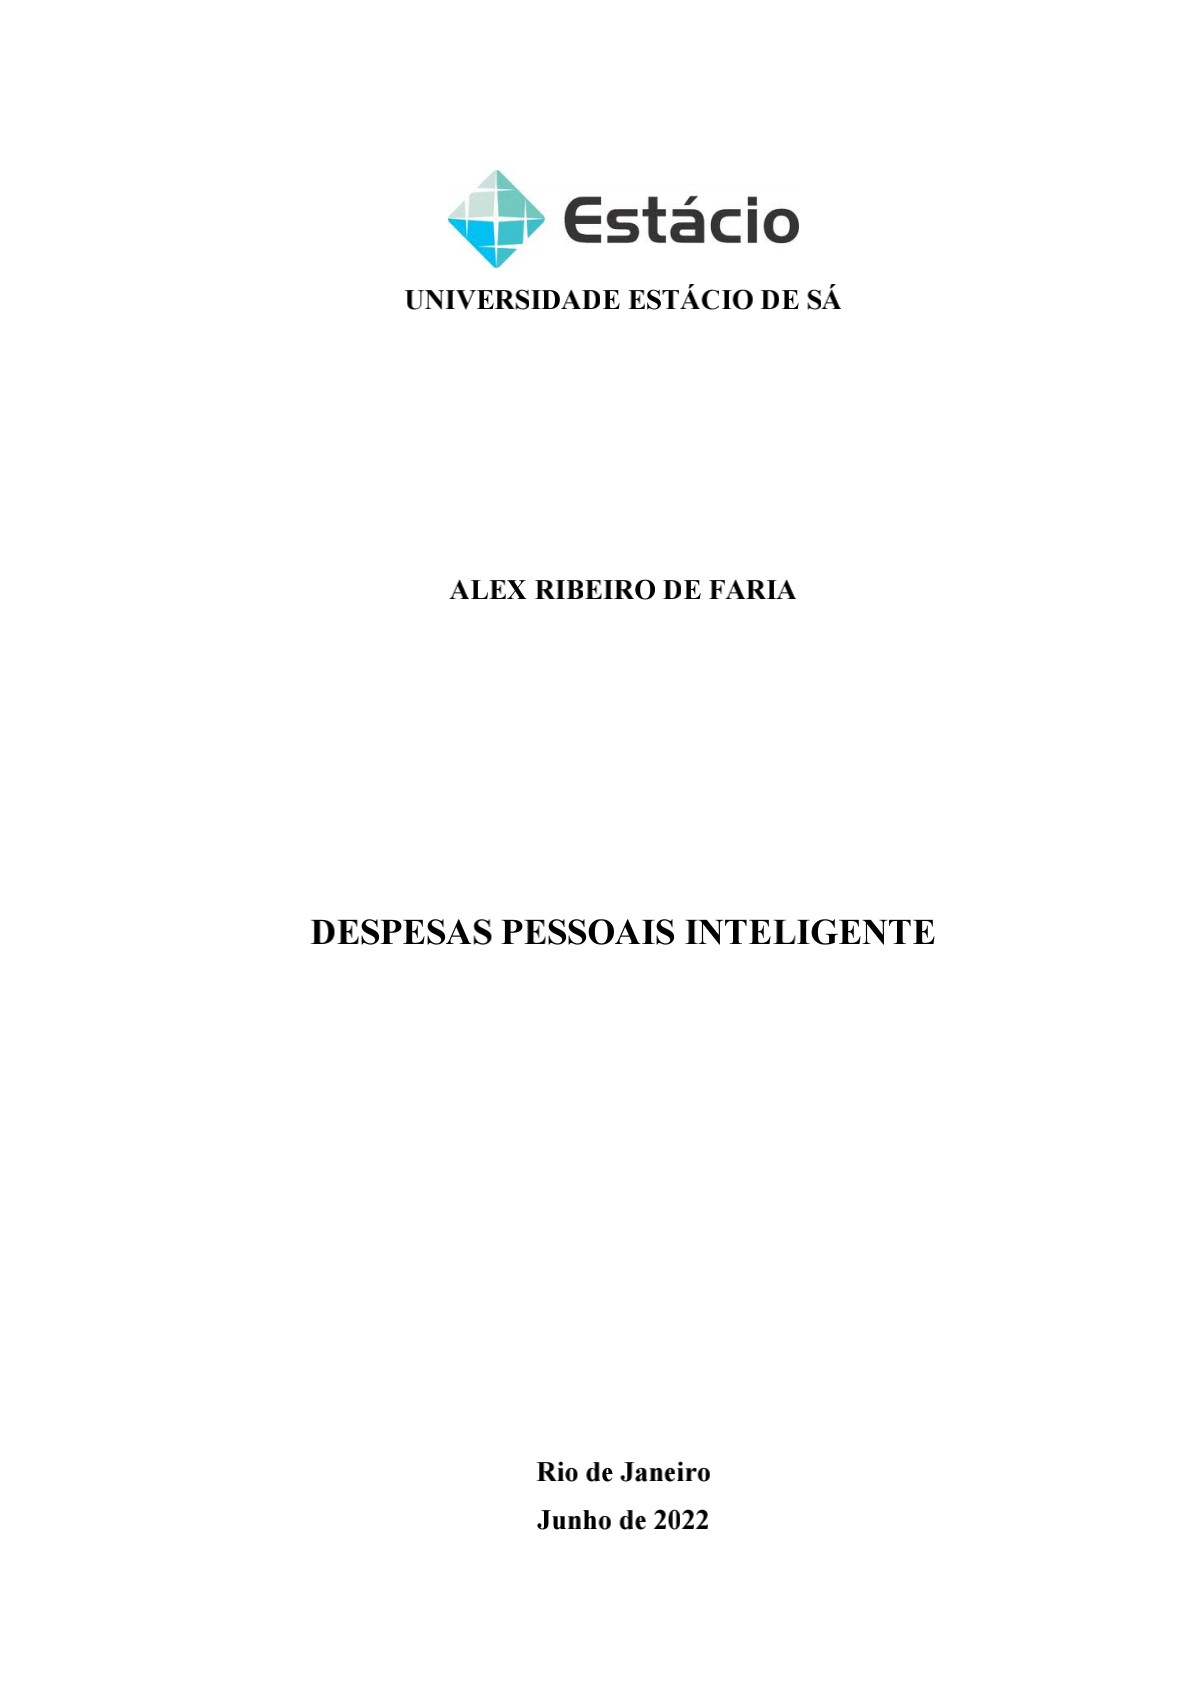 Estácio
UNIVERSIDADE ESTÁCIO DE SÁ
ALEX RIBEIRO DE FARIA
DESPESAS PESSOAIS INTELIGENTE
Rio de Janeiro
Junho de 2022